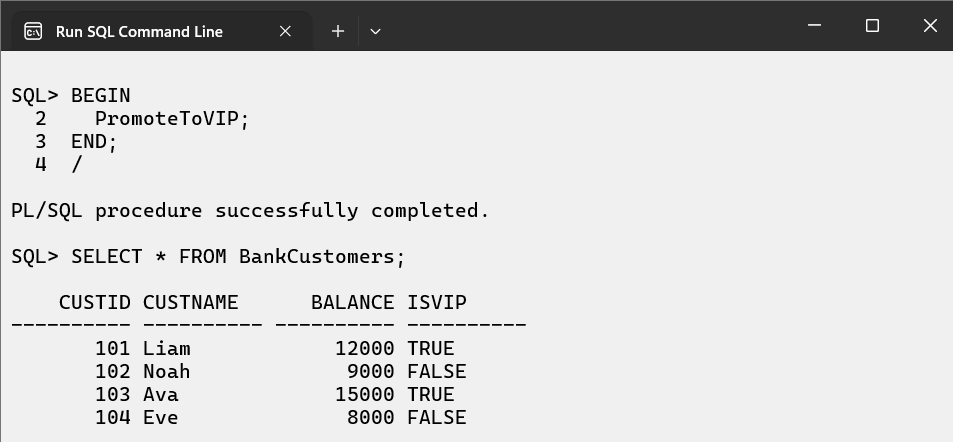 Run SQL Command Line
SQL> BEGIN
  2    PromoteToVIP;
  3  END;
  4  /
PL/SQL procedure successfully completed.
SQL> SELECT * FROM BankCustomers;
    CUSTID CUSTNAME      BALANCE ISVIP
---------- ---------- ---------- ----------
       101 Liam            12000 TRUE
       102 Noah             9000 FALSE
       103 Ava             15000 TRUE
       104 Eve              8000 FALSE